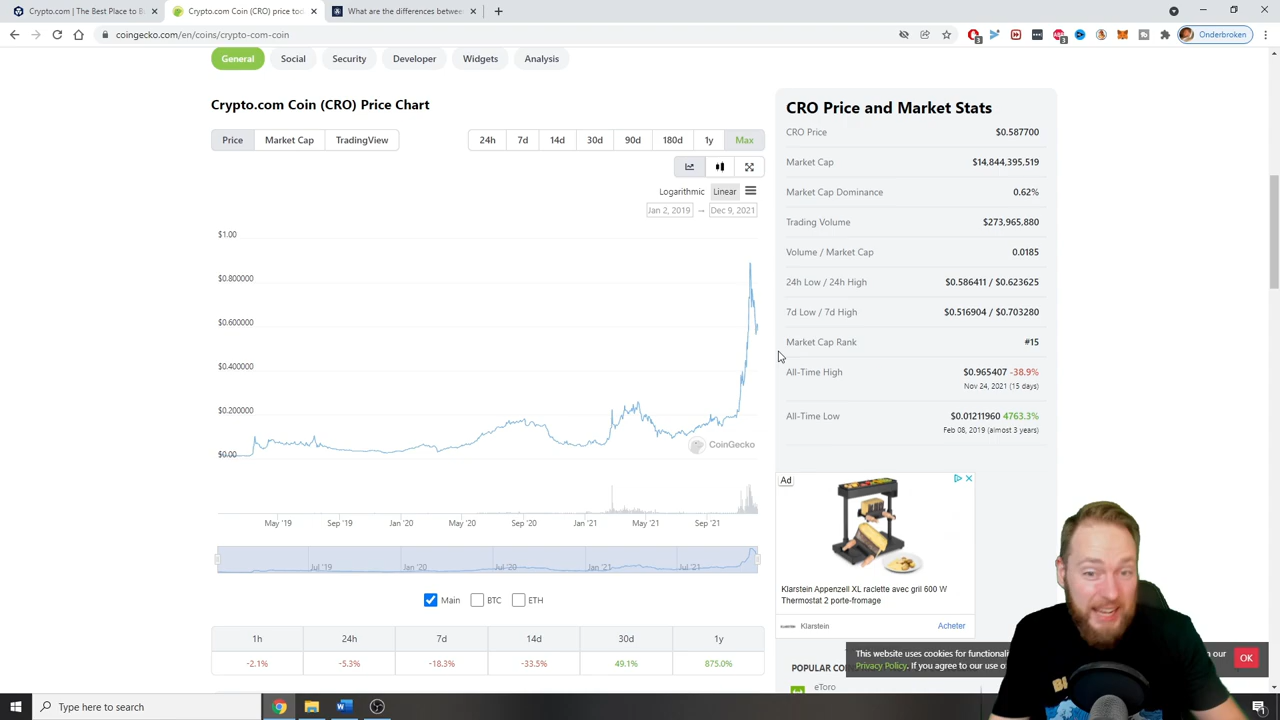 Crypto.com | The Best Place to B
Crypto.com Coin (CRO) price tod
What are the differences betwee
coingecko.com/en/coins/crypto-com-coin
3
3
Onderbroken
General
Social
Security
Developer
Widgets
Analysis
Crypto.com Coin (CRO) Price Chart
Price
Market Cap
TradingView
24h
7d
14d
30d
90d
180d
1y
Max
Logarithmic
Linear
Jan 2, 2019 → Dec 9, 2021
$1.00
$0.800000
$0.600000
$0.400000
$0.200000
$0.00
CoinGecko
May '19
Sep '19
Jan '20
May '20
Sep '20
Jan '21
May '21
Sep '21
Jul '19
Jan '20
Jul '20
Jan '21
Jul '21
Main
BTC
ETH
1h 24h 7d 14d 30d 1y
-2.1% -5.3% -18.3% -33.5% 49.1% 875.0%
CRO Price and Market Stats
CRO Price $0.587700
Market Cap $14,844,395,519
Market Cap Dominance 0.62%
Trading Volume $273,965,880
Volume / Market Cap 0.0185
24h Low / 24h High $0.586411 / $0.623625
7d Low / 7d High $0.516904 / $0.703280
Market Cap Rank #15
All-Time High $0.965407 -38.9%
Nov 24, 2021 (15 days)
All-Time Low $0.01211960 4763.3%
Feb 08, 2019 (almost 3 years)
Ad
Klarstein Appenzell XL raclette avec gril 600 W
Thermostat 2 porte-fromage
Klarstein
Acheter
This website uses cookies for functionali
our
Privacy Policy. If you agree to our use o
OK
POPULAR CO
eToro
Type here to search
1